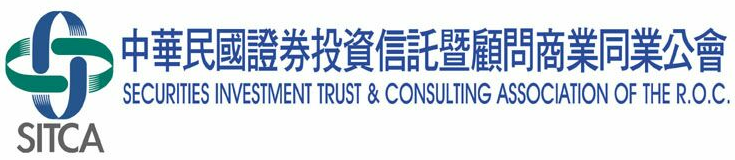 中華民國證券投資信託暨顧問商業同業公會
SECURITIES INVESTMENT TRUST & CONSULTING ASSOCIATION OF THE R.O.C.
SITCA